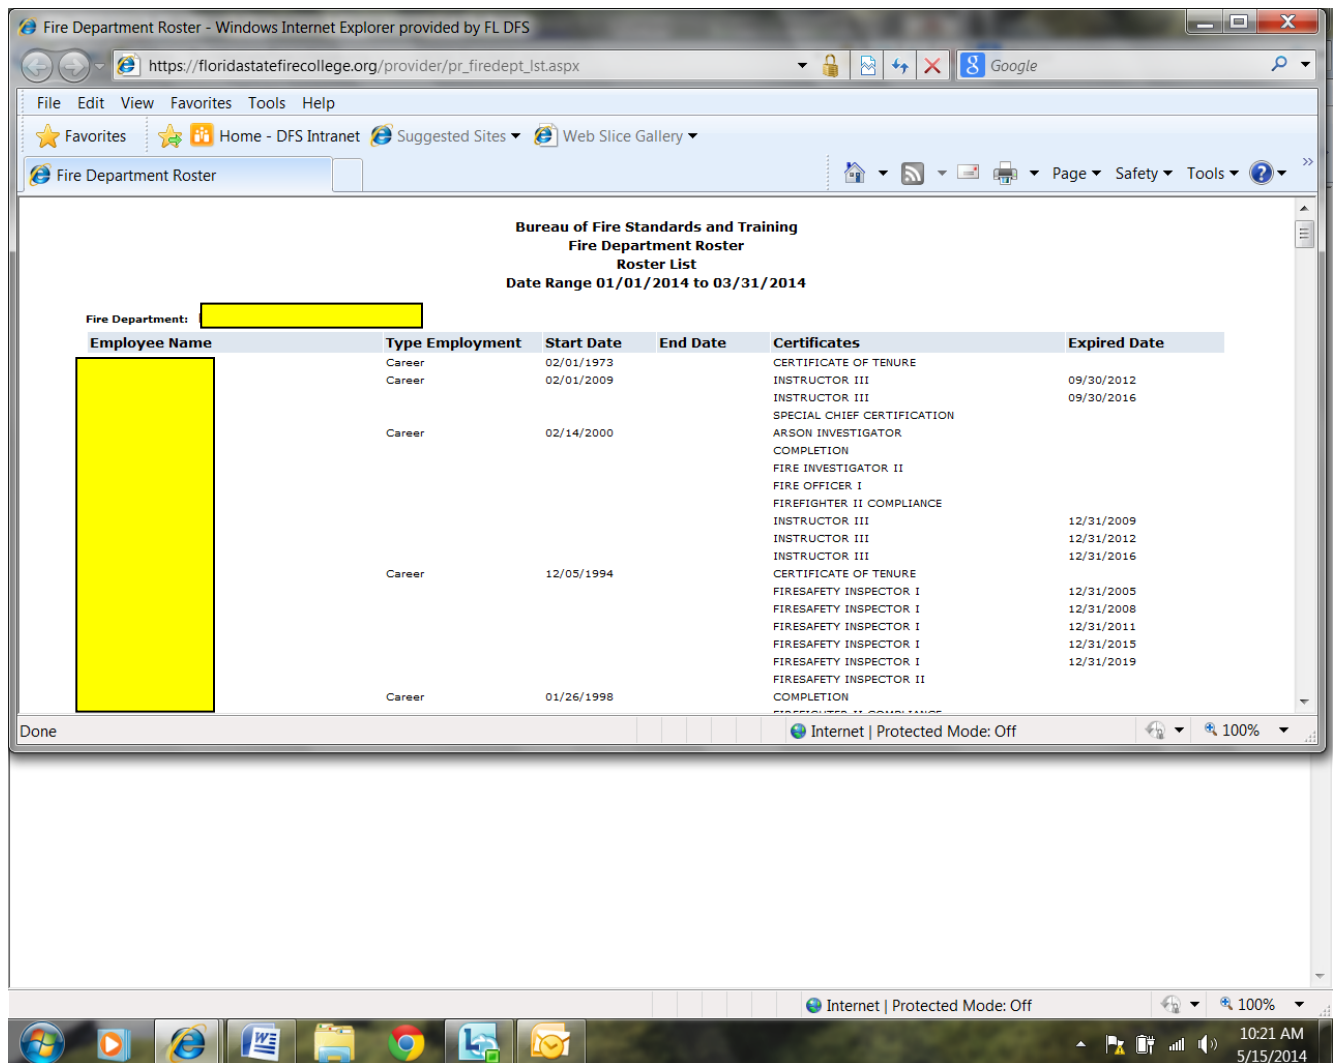 Fire Department Roster - Windows Internet Explorer provided by FL DFS
https://floridastatefirecollege.org/provider/pr_firedept_lst.aspx Google
File Edit View Favorites Tools Help
Favorites Home - DFS Intranet Suggested Sites Web Slice Gallery
Fire Department Roster Page Safety Tools
Bureau of Fire Standards and Training
Fire Department Roster
Roster List
Date Range 01/01/2014 to 03/31/2014
Fire Department:
Employee Name Type Employment Start Date End Date Certificates Expired Date
Career 02/01/1973 CERTIFICATE OF TENURE
Career 02/01/2009 INSTRUCTOR III 09/30/2012
INSTRUCTOR III 09/30/2016
SPECIAL CHIEF CERTIFICATION
Career 02/14/2000 ARSON INVESTIGATOR
COMPLETION
FIRE INVESTIGATOR II
FIRE OFFICER I
FIREFIGHTER II COMPLIANCE
INSTRUCTOR III 12/31/2009
INSTRUCTOR III 12/31/2012
INSTRUCTOR III 12/31/2016
Career 12/05/1994 CERTIFICATE OF TENURE
FIRESAFETY INSPECTOR I 12/31/2005
FIRESAFETY INSPECTOR I 12/31/2008
FIRESAFETY INSPECTOR I 12/31/2011
FIRESAFETY INSPECTOR I 12/31/2015
FIRESAFETY INSPECTOR I 12/31/2019
FIRESAFETY INSPECTOR II
Career 01/26/1998 COMPLETION
FIREFIGHTER II COMPLIANCE
Done Internet | Protected Mode: Off 100%
Internet | Protected Mode: Off 100%
10:21 AM
5/15/2014